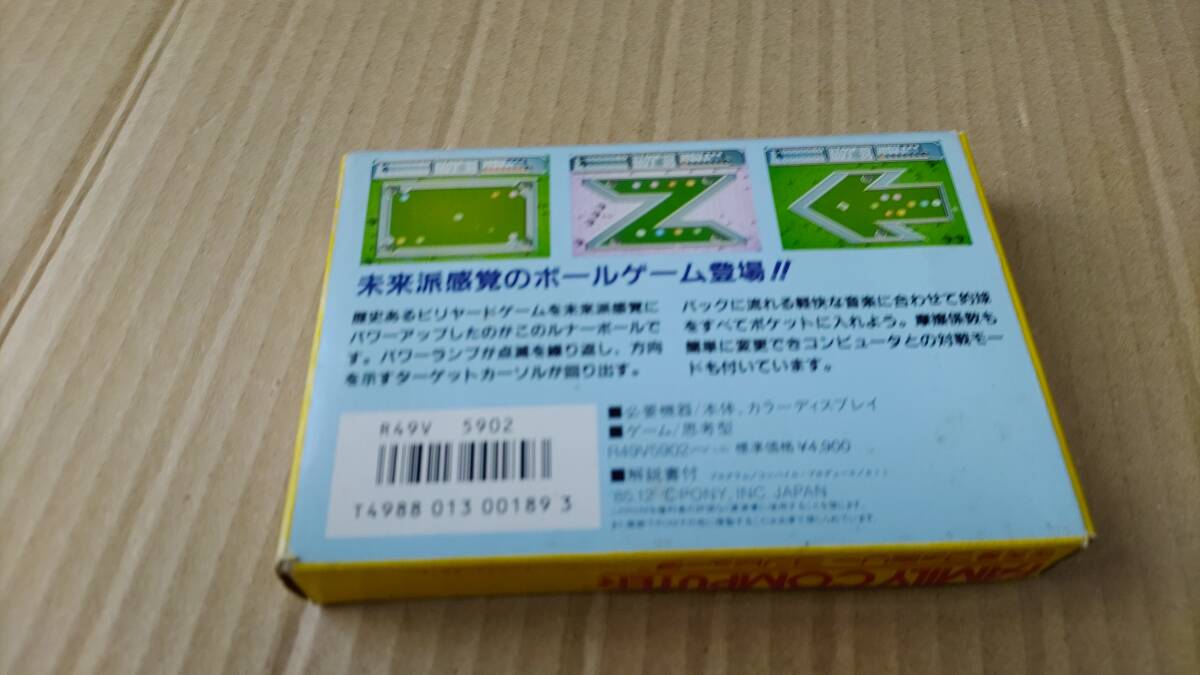 未来派感覚のボールゲーム登場!!
歴史あるビリヤードゲームを未来派感覚に
パワーアップしたのがこのルナーボールで
す。パワーランプが点滅を繰り返し、方向
を示すターゲットカーソルが回り出す。
バックに流れる軽快な音楽に合わせて的球
をすべてポケットに入れよう。摩擦係数も
簡単に変更でき コンピュータとの対戦モー
ドも付いています。
R49V 5902
T4988 013 00189 3
■必要機器/本体、カラーディスプレイ
■ゲーム/思考型
R49V5902 標準価格¥4,900
■解説書付
'85.12 ©PONY, INC. JAPAN
FAMILY COMPUTER